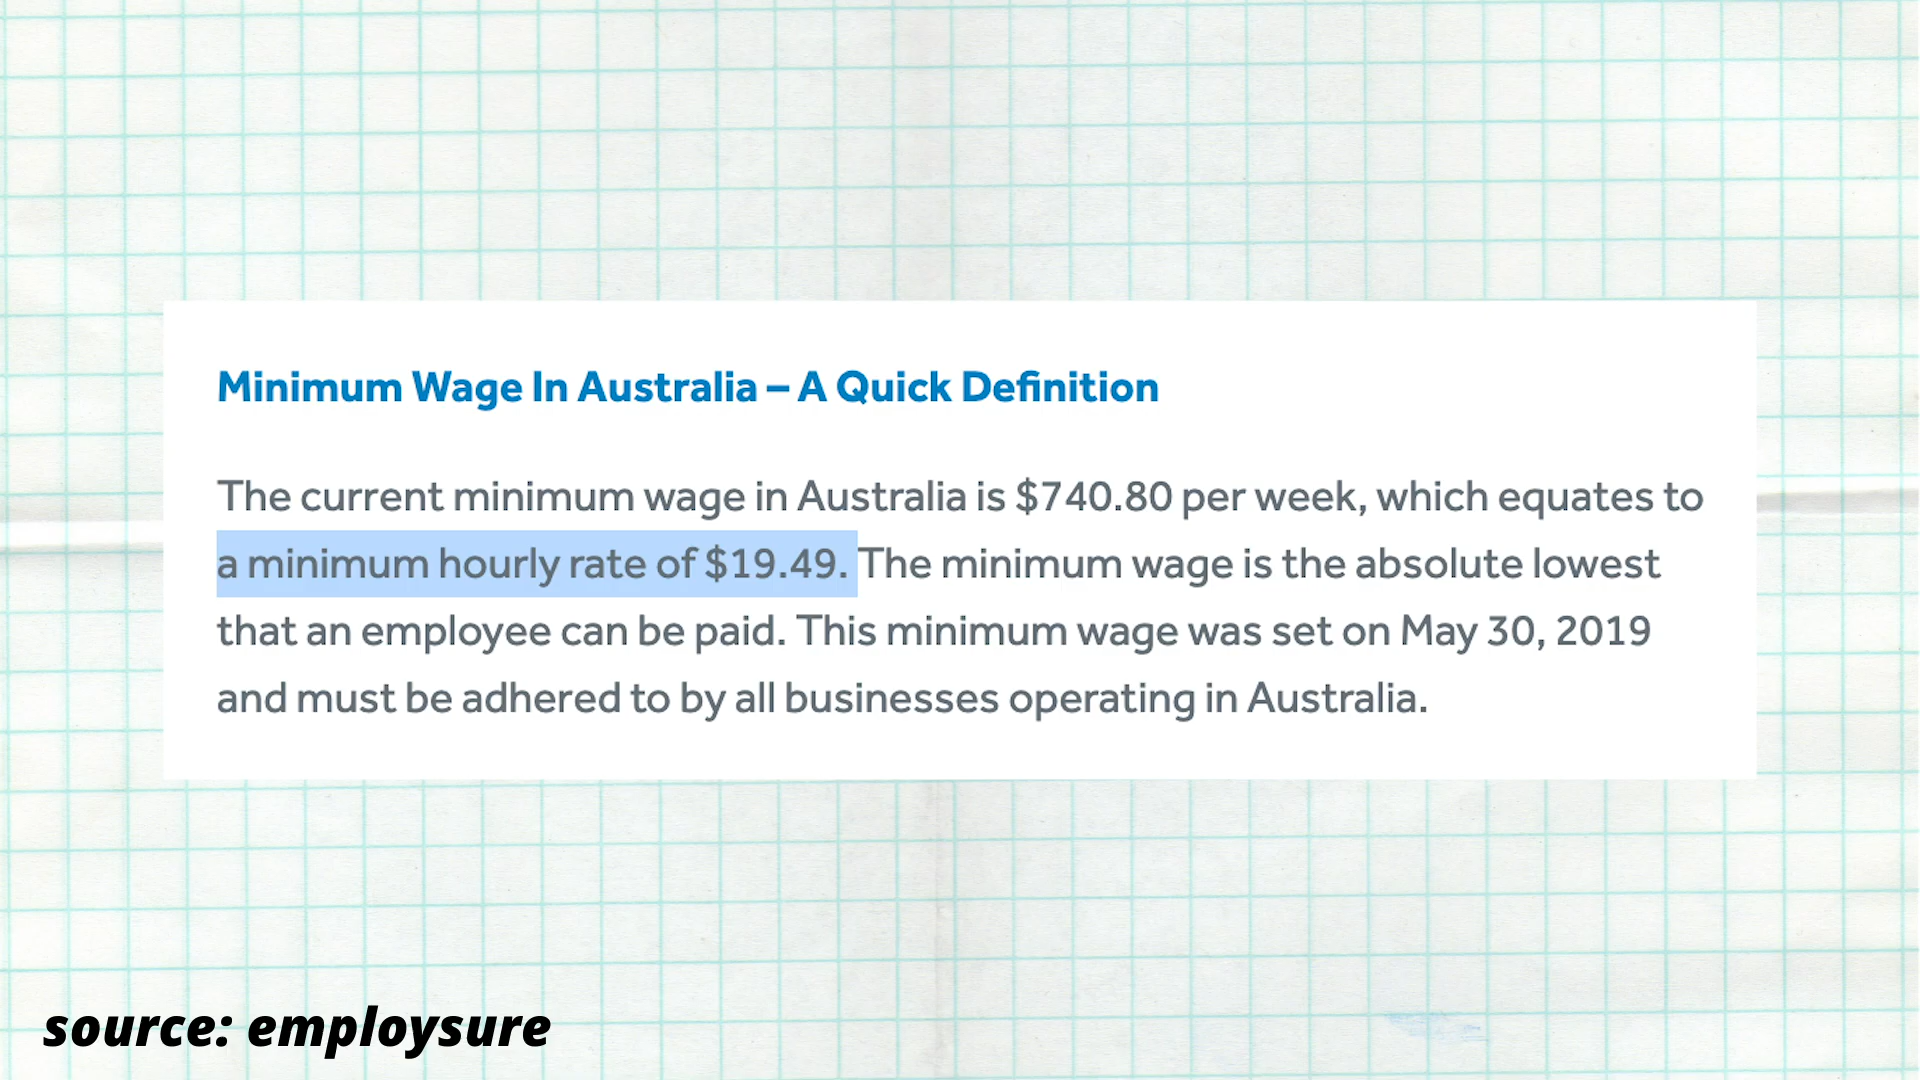 Minimum Wage In Australia – A Quick Definition
The current minimum wage in Australia is $740.80 per week, which equates to
a minimum hourly rate of $19.49. The minimum wage is the absolute lowest
that an employee can be paid. This minimum wage was set on May 30, 2019
and must be adhered to by all businesses operating in Australia.
source: employsure